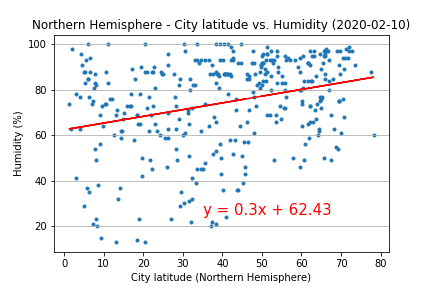 Northern Hemisphere - City latitude vs. Humidity (2020-02-10)
100
80
60
40
20
Humidity (%)
y = 0.3x + 62.43
0 10 20 30 40 50 60 70 80
City latitude (Northern Hemisphere)